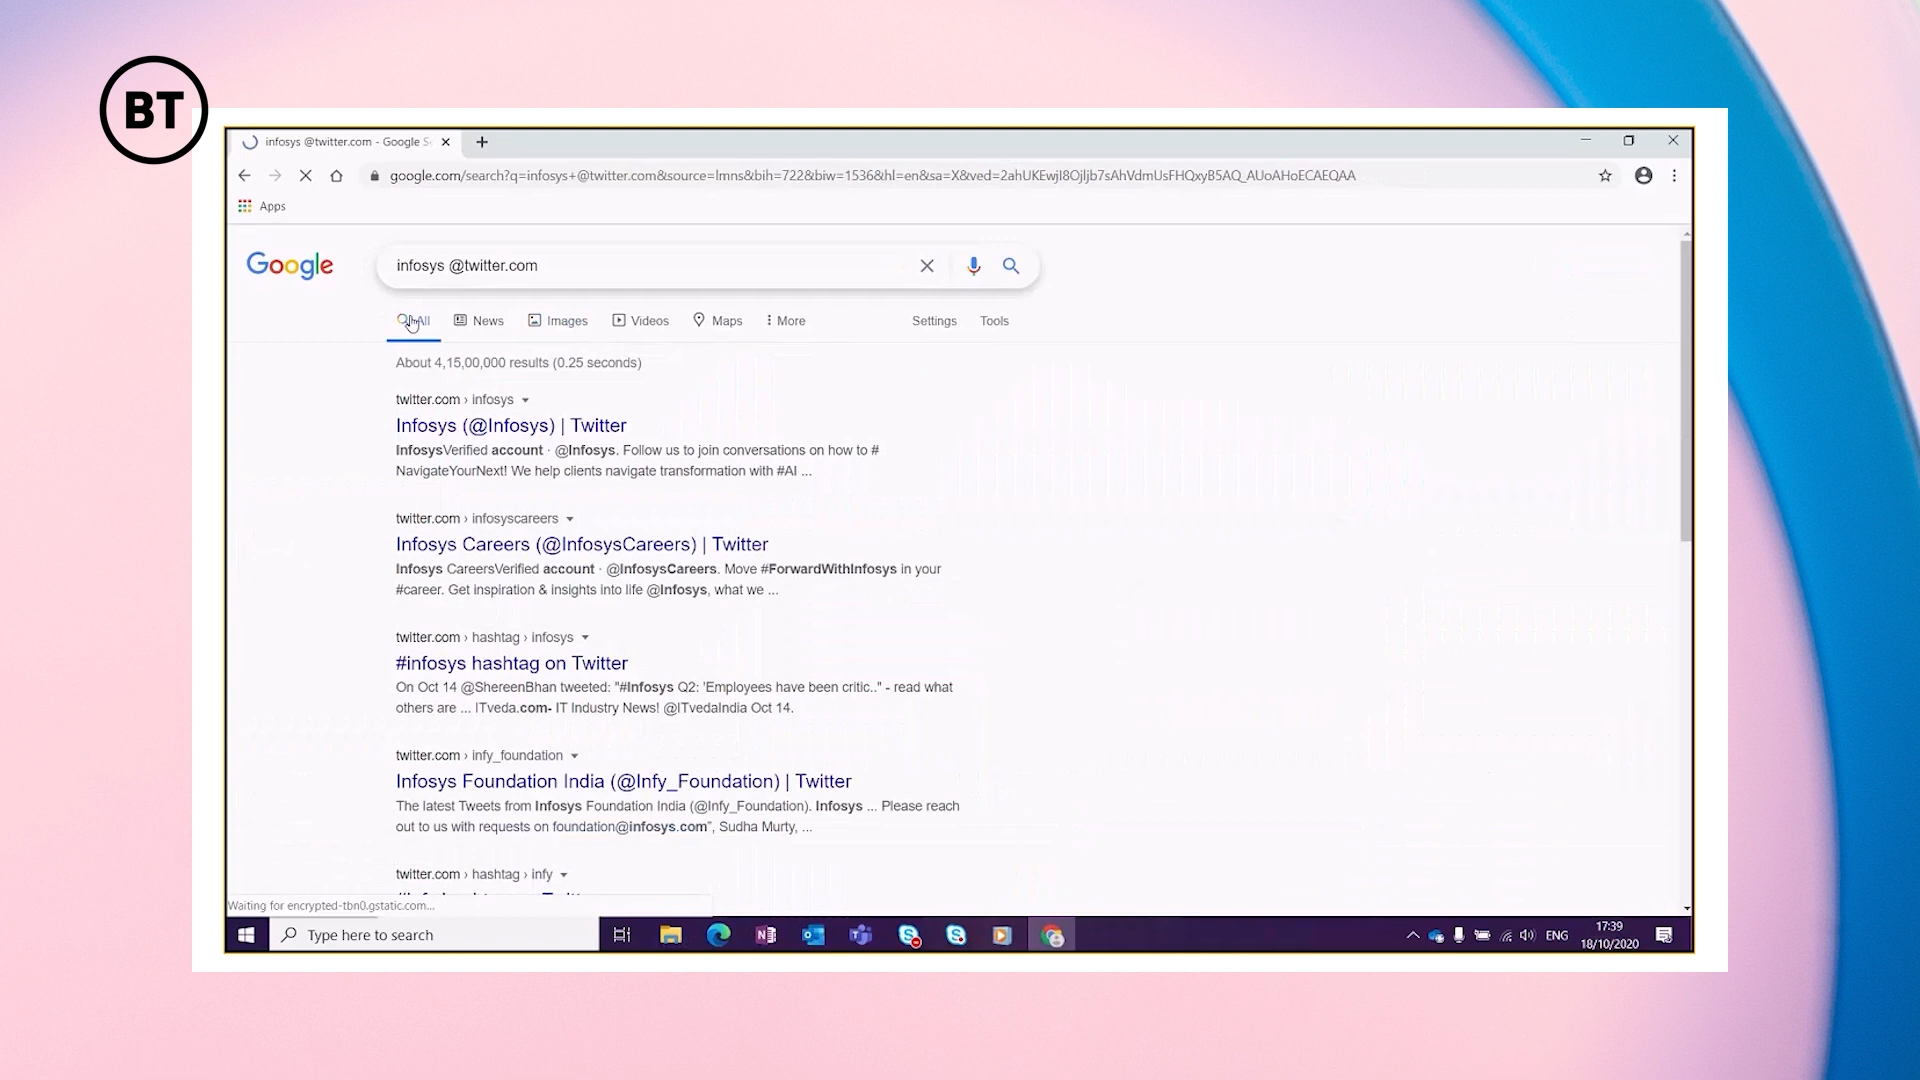 BT
infosys @twitter.com - Google S
google.com/search?q=infosys+@twitter.com&source=lmns&bih=722&biw=1536&hl=en&sa=X&ved=2ahUKEwjI8Ojljb7sAhVdmUsFHQxyB5AQ_AUoAHoECAEQAA
Apps
Google
infosys @twitter.com
All News Images Videos Maps More Settings Tools
About 4,15,00,000 results (0.25 seconds)
twitter.com › infosys
Infosys (@Infosys) | Twitter
InfosysVerified account · @Infosys. Follow us to join conversations on how to #
NavigateYourNext! We help clients navigate transformation with #AI ...
twitter.com › infosyscareers
Infosys Careers (@InfosysCareers) | Twitter
Infosys CareersVerified account · @InfosysCareers. Move #ForwardWithInfosys in your
#career. Get inspiration & insights into life @Infosys, what we ...
twitter.com › hashtag › infosys
#infosys hashtag on Twitter
On Oct 14 @ShereenBhan tweeted: "#Infosys Q2: 'Employees have been critic.." - read what
others are ... ITveda.com- IT Industry News! @ITvedaIndia Oct 14.
twitter.com › infy_foundation
Infosys Foundation India (@Infy_Foundation) | Twitter
The latest Tweets from Infosys Foundation India (@Infy_Foundation). Infosys ... Please reach
out to us with requests on foundation@infosys.com", Sudha Murty, ...
twitter.com › hashtag › infy
Waiting for encrypted-tbn0.gstatic.com...
Type here to search
ENG
17:39
18/10/2020